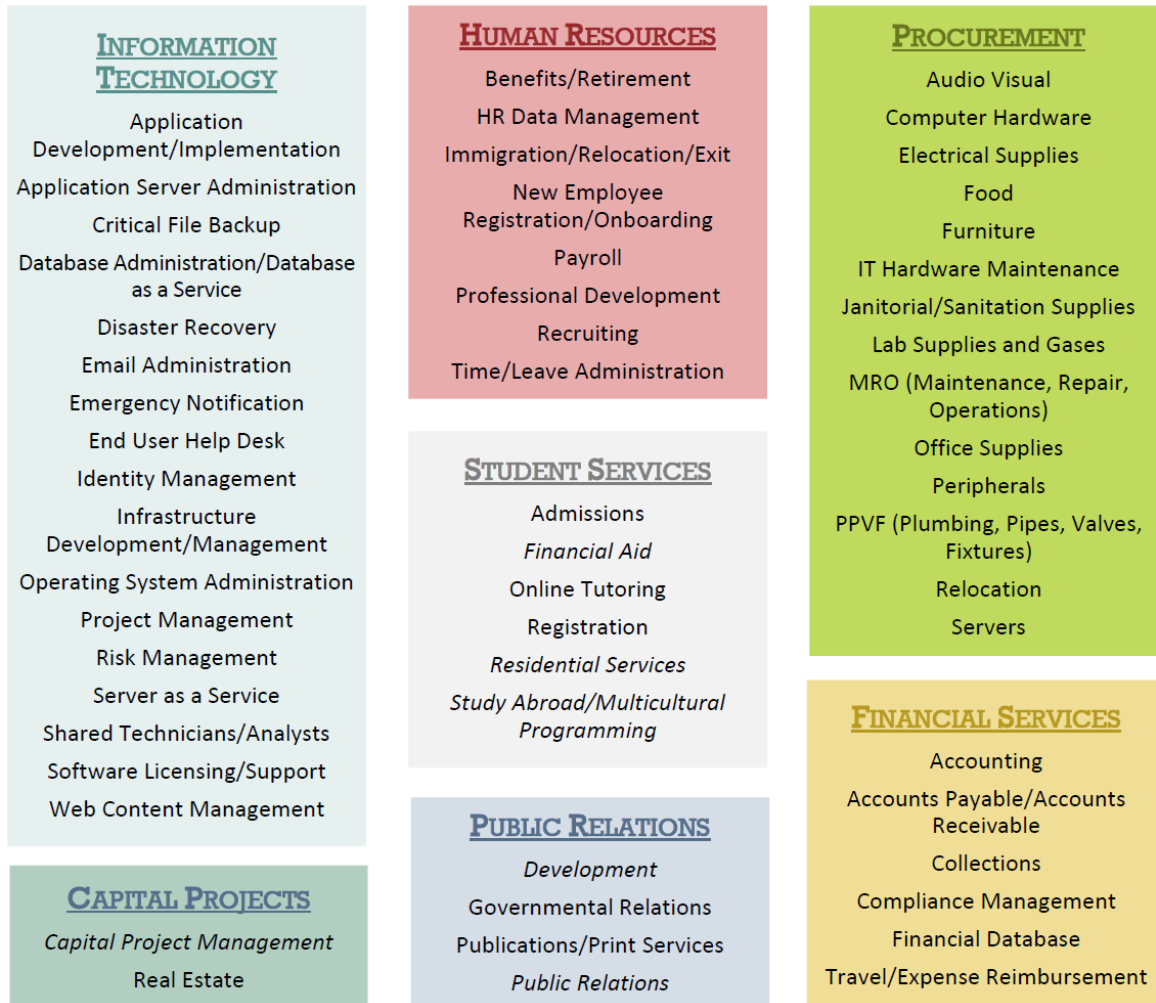 INFORMATION
TECHNOLOGY
Application
Development/Implementation
Application Server Administration
Critical File Backup
Database Administration/Database
as a Service
Disaster Recovery
Email Administration
Emergency Notification
End User Help Desk
Identity Management
Infrastructure
Development/Management
Operating System Administration
Project Management
Risk Management
Server as a Service
Shared Technicians/Analysts
Software Licensing/Support
Web Content Management
CAPITAL PROJECTS
Capital Project Management
Real Estate
HUMAN RESOURCES
Benefits/Retirement
HR Data Management
Immigration/Relocation/Exit
New Employee
Registration/Onboarding
Payroll
Professional Development
Recruiting
Time/Leave Administration
STUDENT SERVICES
Admissions
Financial Aid
Online Tutoring
Registration
Residential Services
Study Abroad/Multicultural
Programming
PUBLIC RELATIONS
Development
Governmental Relations
Publications/Print Services
Public Relations
PROCUREMENT
Audio Visual
Computer Hardware
Electrical Supplies
Food
Furniture
IT Hardware Maintenance
Janitorial/Sanitation Supplies
Lab Supplies and Gases
MRO (Maintenance, Repair,
Operations)
Office Supplies
Peripherals
PPVF (Plumbing, Pipes, Valves,
Fixtures)
Relocation
Servers
FINANCIAL SERVICES
Accounting
Accounts Payable/Accounts
Receivable
Collections
Compliance Management
Financial Database
Travel/Expense Reimbursement